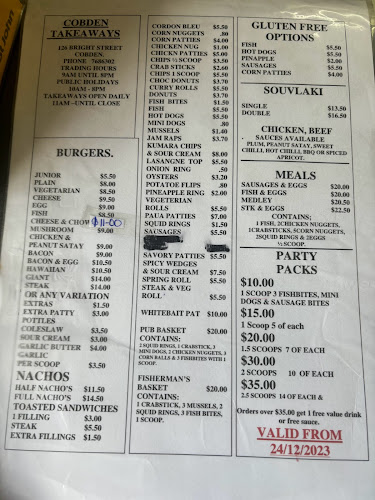 COBDEN
TAKEAWAYS
126 BRIGHT STREET
COBDEN:
PHONE 7686302
TRADING HOURS
9AM UNTIL 8PM
PUBLIC HOLIDAYS
10AM - 8PM
TAKEAWAYS OPEN DAILY
11AM –UNTIL CLOSE
BURGERS.
JUNIOR $5.50
PLAIN $8.00
VEGETARIAN $8.50
CHEESE $9.50
EGG $9.00
FISH $8.50
CHEESE & CHOW $11-00
MUSHROOM $9.00
CHICKEN &
PEANUT SATAY $9.00
BACON $9.00
BACON & EGG $10.50
HAWAIIAN $10.50
GIANT $14.00
STEAK $14.00
OR ANY VARIATION
EXTRAS $1.50
EXTRA PATTY $3.00
POTTLES
COLESLAW $3.50
SOUR CREAM $3.00
GARLIC BUTTER $4.00
GARLIC
PER SCOOP $3.50
NACHOS
HALF NACHO'S $11.50
FULL NACHO'S $14.50
TOASTED SANDWICHES
1 FILLING $3.00
STEAK $5.50
EXTRA FILLINGS $1.50
CORDON BLEU $5.50
CORN NUGGETS .80
CORN PATTIES $4.00
CHICKEN NUG $1.00
CHICKN PATTIES $5.00
CHIPS ½ SCOOP $3.50
CRAB STICKS $2.60
CHIPS 1 SCOOP $5.50
CHOC DONUTS $3.70
CURRY ROLLS $5.50
DONUTS $3.70
FISH BITES $1.50
FISH $5.50
HOT DOGS $5.50
MINI DOGS .80
MUSSELS $1.40
JAM RAPS $3.70
KUMARA CHIPS
& SOUR CREAM $8.00
LASANGNE TOP $5.50
ONION RING .50
OYSTERS $3.20
POTATOE FLIPS .80
PINEAPPLE RING $2.00
VEGETERIAN
ROLLS $5.50
PAUA PATTIES $7.00
SQUID RINGS $1.50
SAUSAGES $5.50
SAVORY PATTIES $5.50
SPICY WEDGES
& SOUR CREAM $7.50
SPRING ROLL $5.50
STEAK & VEG
ROLL $5.50
WHITEBAIT PAT $10.00
PUB BASKET $20.00
CONTAINS:
2 SQUID RINGS, 1 CRABSTICK, 3
MINI DOGS, 2 CHICKEN NUGGETS, 3
CORN BALLS & 3 FISHBITES WITH 1
SCOOP.
FISHERMAN'S
BASKET $20.00
CONTAINS:
1 CRABSTICK, 3 MUSSELS, 2
SQUID RINGS, 3 FISH BITES,
1 SCOOP.
GLUTEN FREE
OPTIONS
FISH $5.50
HOT DOGS $5.50
PINAPPLE $2.00
SAUSAGES $5.50
CORN PATTIES $4.00
SOUVLAKI
SINGLE $13.50
DOUBLE $16.50
CHICKEN, BEEF
SAUCES AVAILABLE
PLUM, PEANUT SATAY, SWEET
CHILLI, HOT CHILLI, BBQ OR SPICED
APRICOT.
MEALS
SAUSAGES & EGGS $20.00
FISH & EGGS $20.00
MEDLEY $20.50
STK & EGGS $22.50
CONTAINS:
1 FISH, 2CHICKEN NUGGETS,
1CRABSTICKS, 2CORN NUGGETS,
2SQUID RINGS & 2EGGS
½ SCOOP.
PARTY
PACKS
$10.00
1 SCOOP 3 FISHBITES, MINI
DOGS & SAUSAGE BITES
$15.00
1 Scoop 5 of each
$20.00
1.5 SCOOPS 7 OF EACH
$30.00
2 SCOOPS 10 OF EACH
$35.00
2.5 SCOOPS 14 OF EACH &
Orders over $35.00 get 1 free value drink
or free sauce.
VALID FROM
24/12/2023